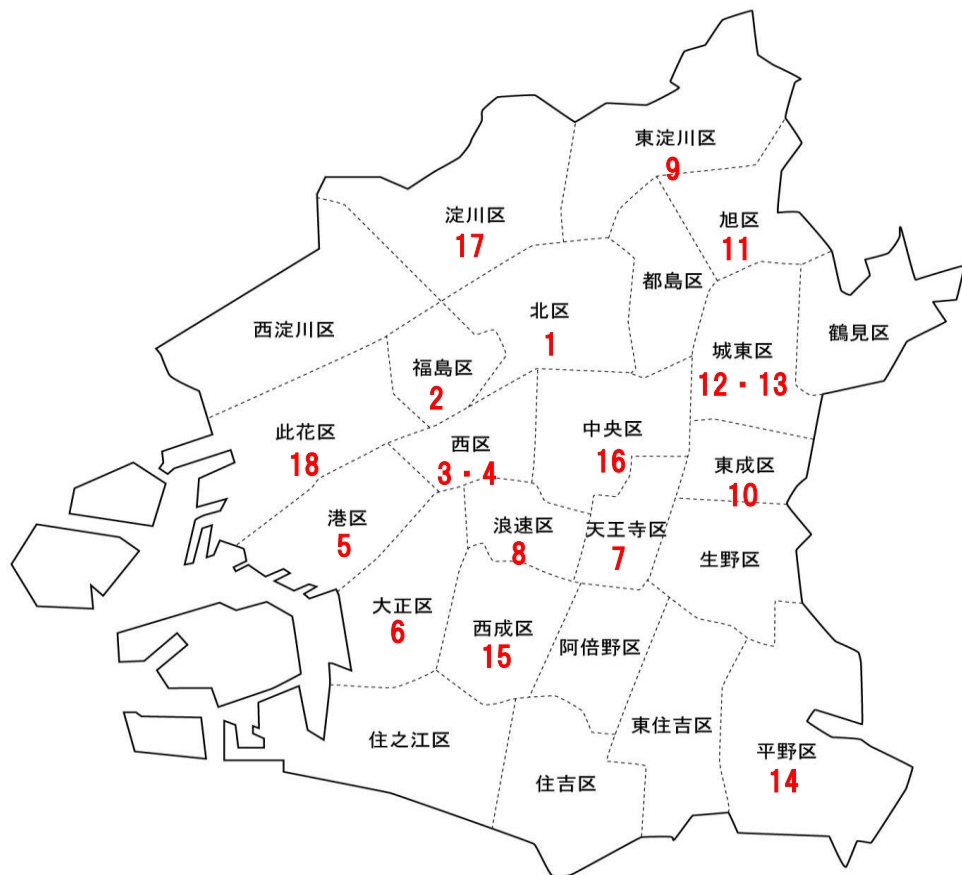 東淀川区
9
淀川区
17
旭区
11
都島区
北区
1
西淀川区
鶴見区
城東区
12・13
福島区
2
此花区
18
西区
3・4
中央区
16
東成区
10
港区
5
浪速区
8
天王寺区
7
生野区
大正区
6
西成区
15
阿倍野区
東住吉区
住之江区
平野区
14
住吉区